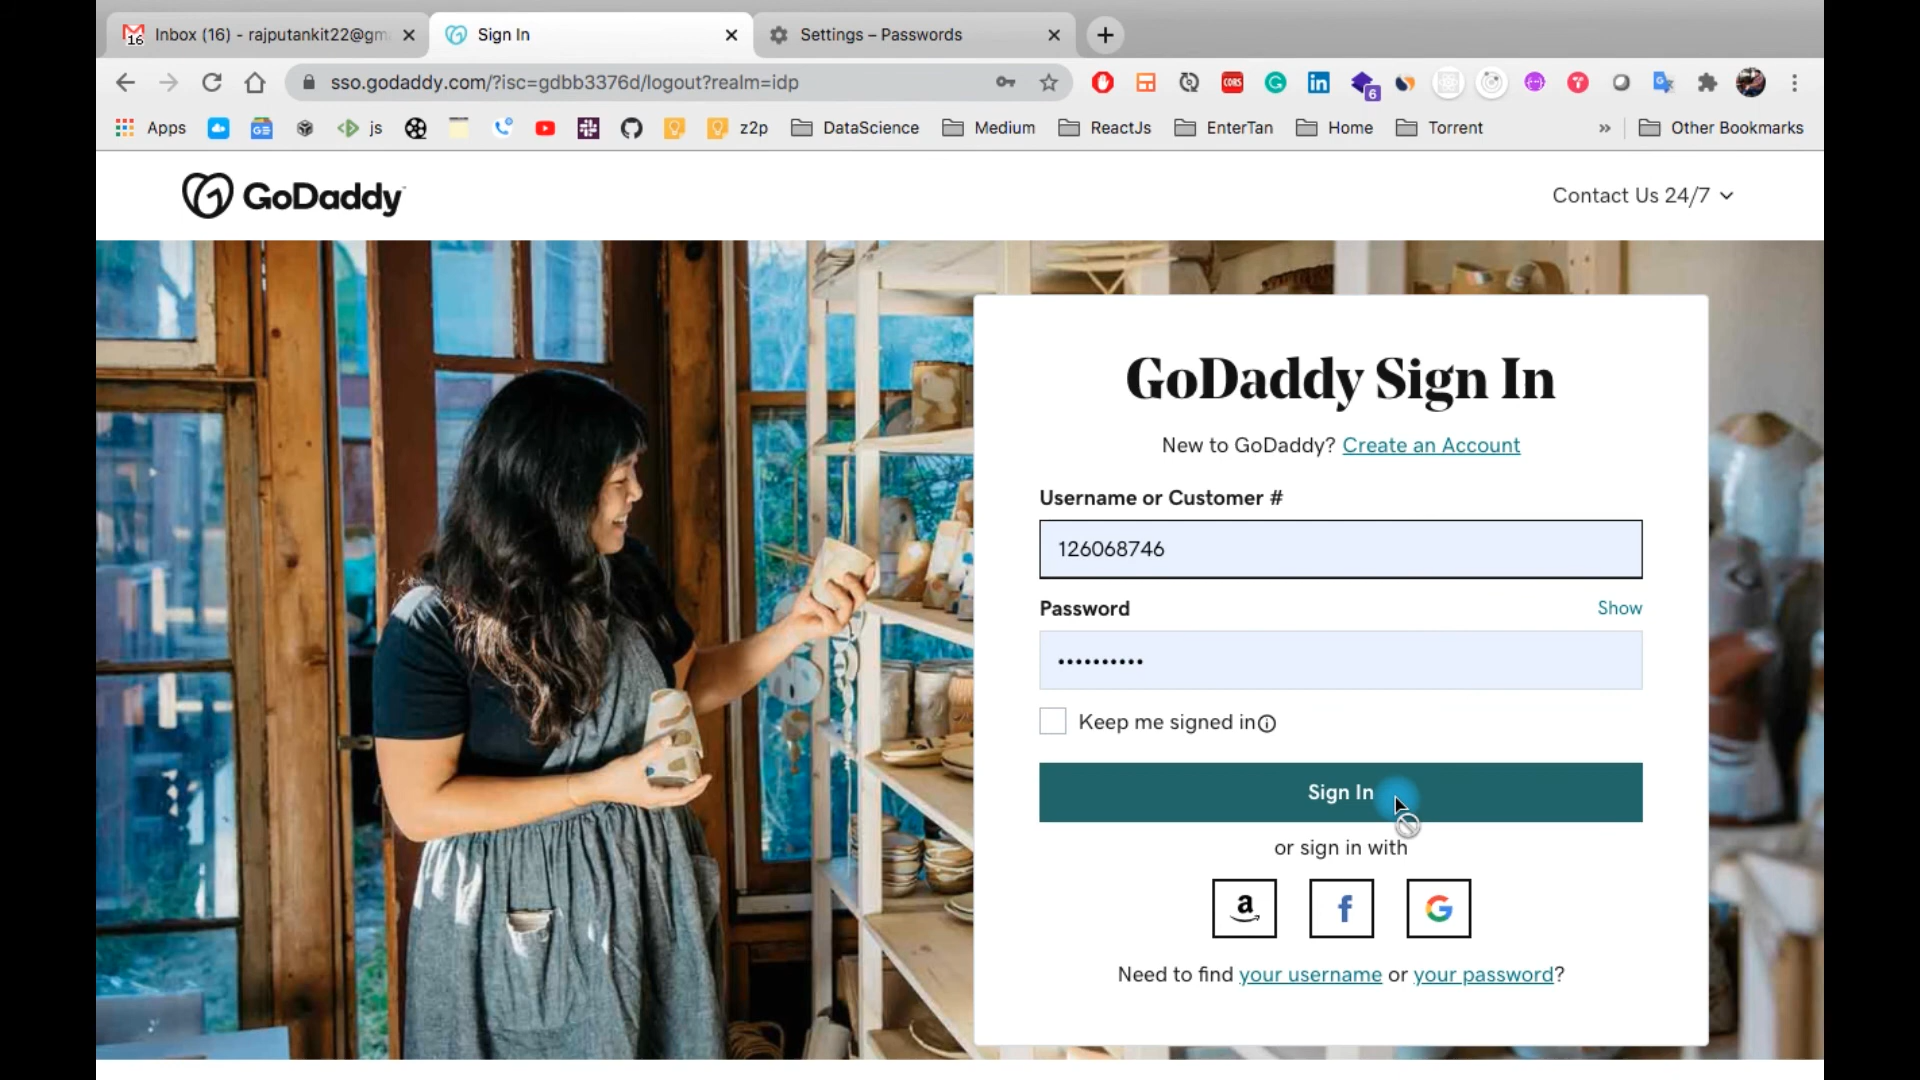 Inbox (16) - rajputankit22@gm
Sign In
Settings – Passwords
sso.godaddy.com/?isc=gdbb3376d/logout?realm=idp
Apps
js
z2p
DataScience
Medium
ReactJs
EnterTan
Home
Torrent
Other Bookmarks
GoDaddy
Contact Us 24/7
GoDaddy Sign In
New to GoDaddy? Create an Account
Username or Customer #
126068746
Password
Show
••••••••••
Keep me signed in
Sign In
or sign in with
Need to find your username or your password?